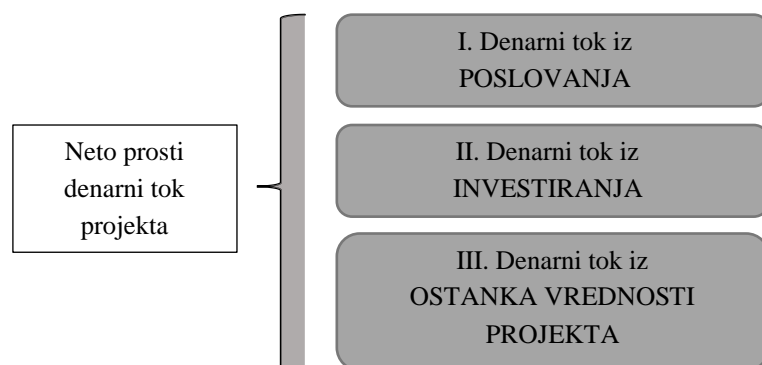 Neto prosti
denarni tok
projekta
I. Denarni tok iz
POSLOVANJA
II. Denarni tok iz
INVESTIRANJA
III. Denarni tok iz
OSTANKA VREDNOSTI
PROJEKTA